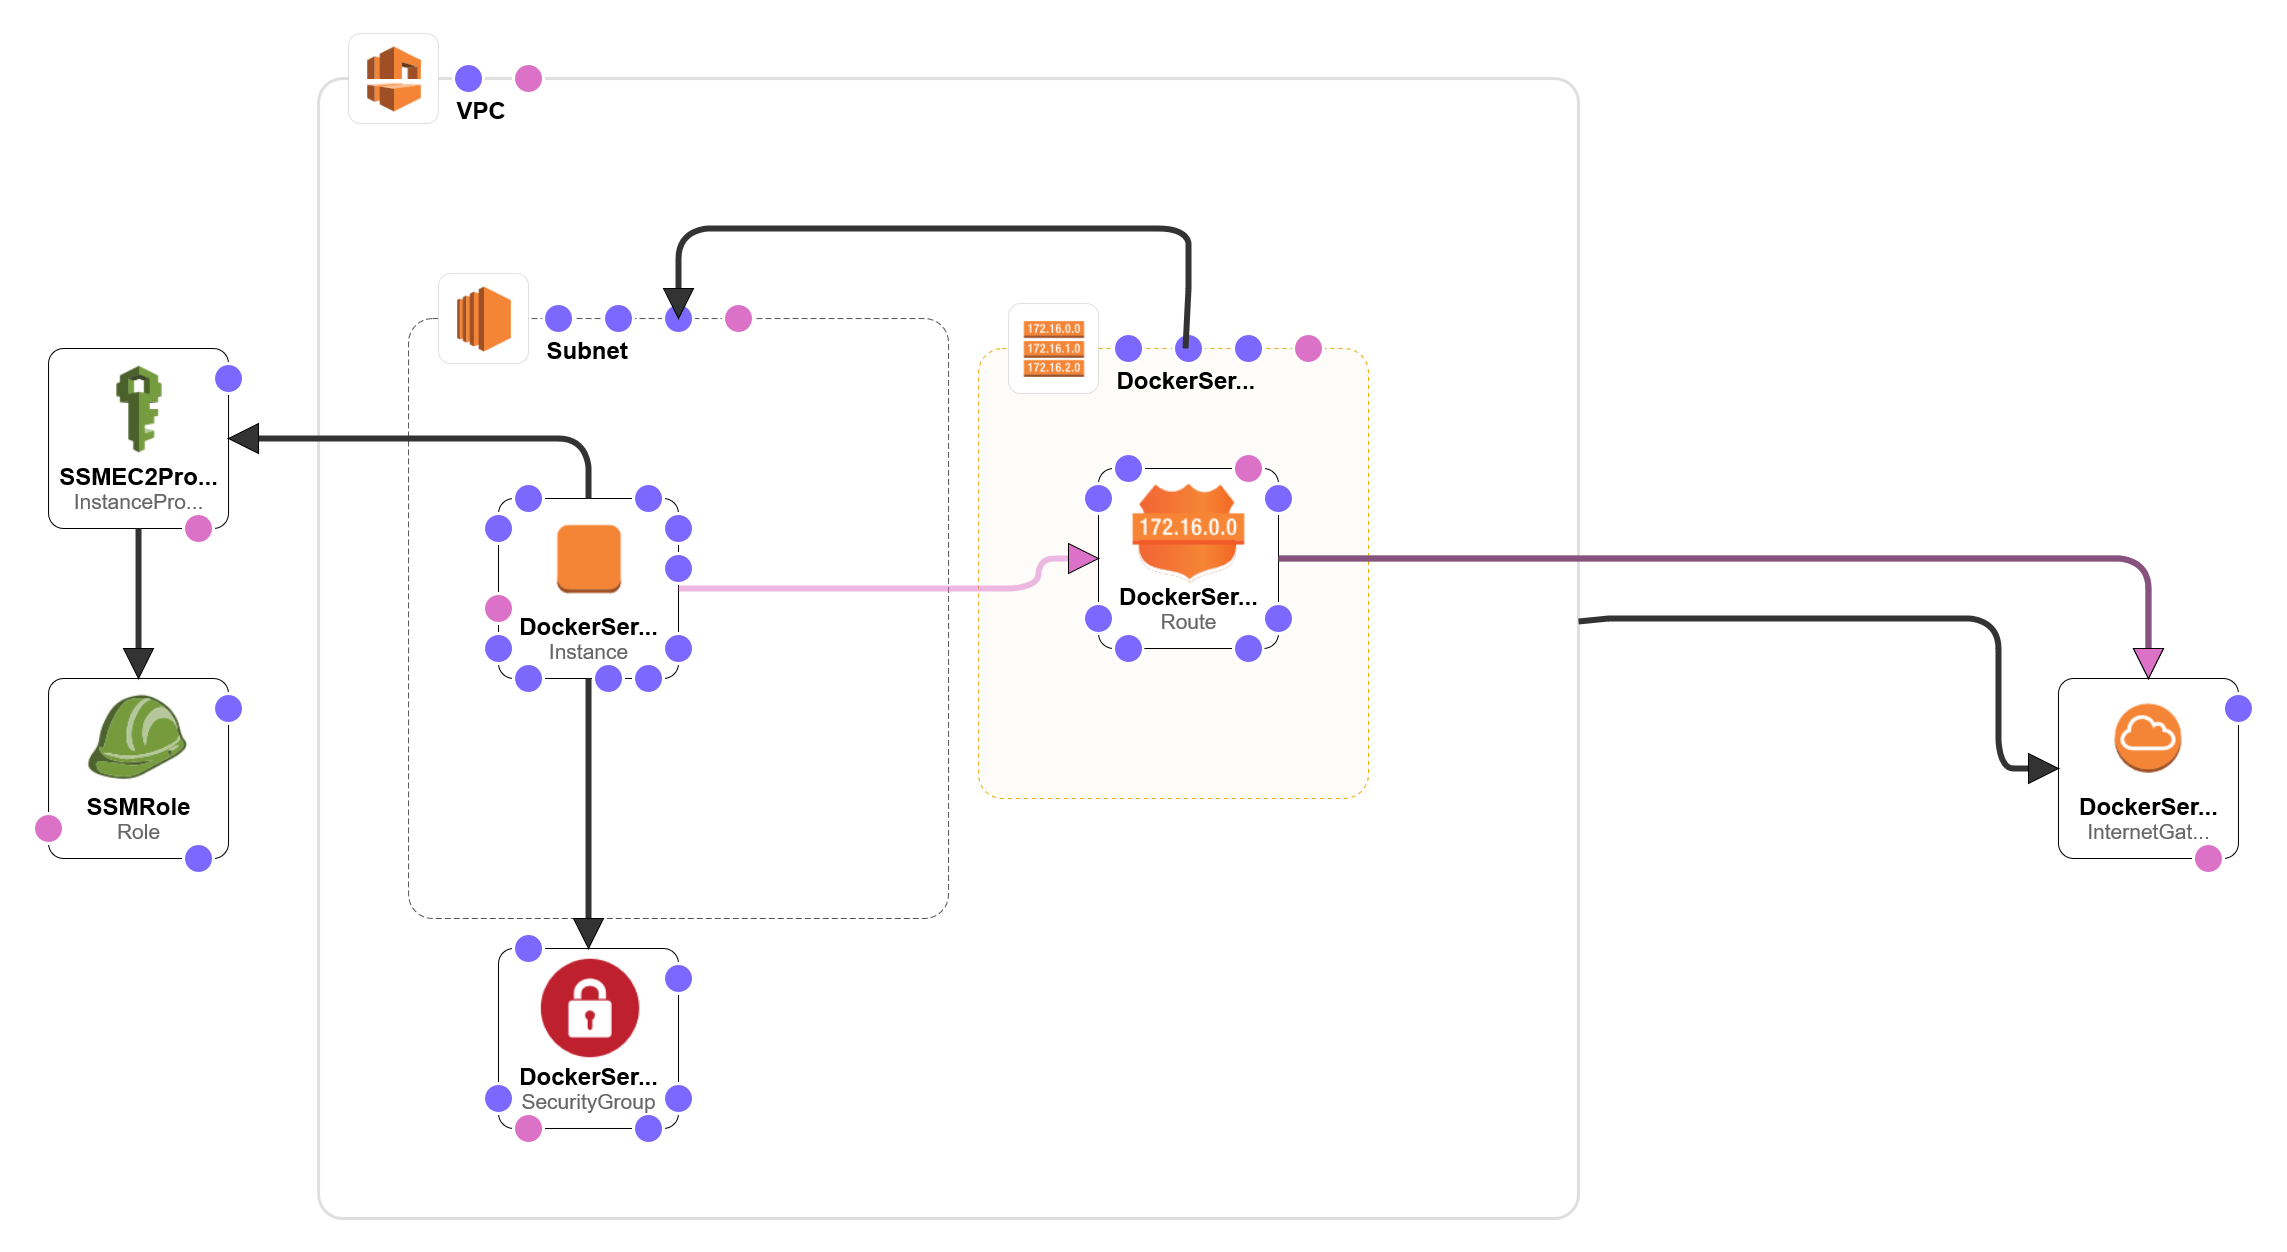 VPC
Subnet
172.16.0.0
172.16.1.0
172.16.2.0
DockerSer...
SSMEC2Pro...
InstancePro...
172.16.0.0
DockerSer...
Route
DockerSer...
Instance
SSMRole
Role
DockerSer...
InternetGat...
DockerSer...
SecurityGroup